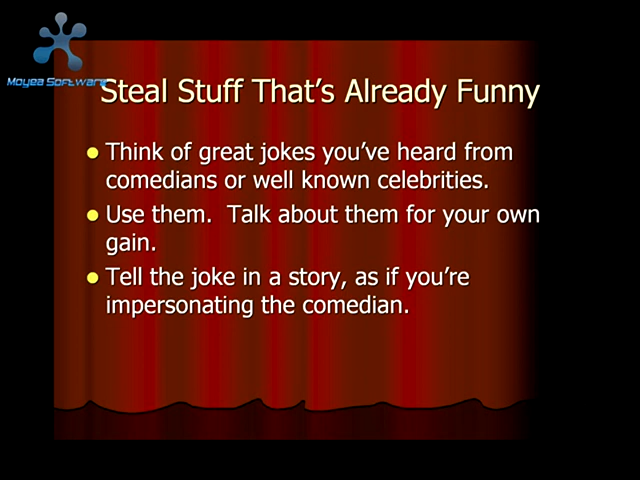 Moyea Software
Steal Stuff That's Already Funny
Think of great jokes you've heard from
comedians or well known celebrities.
Use them.  Talk about them for your own
gain.
Tell the joke in a story, as if you're
impersonating the comedian.